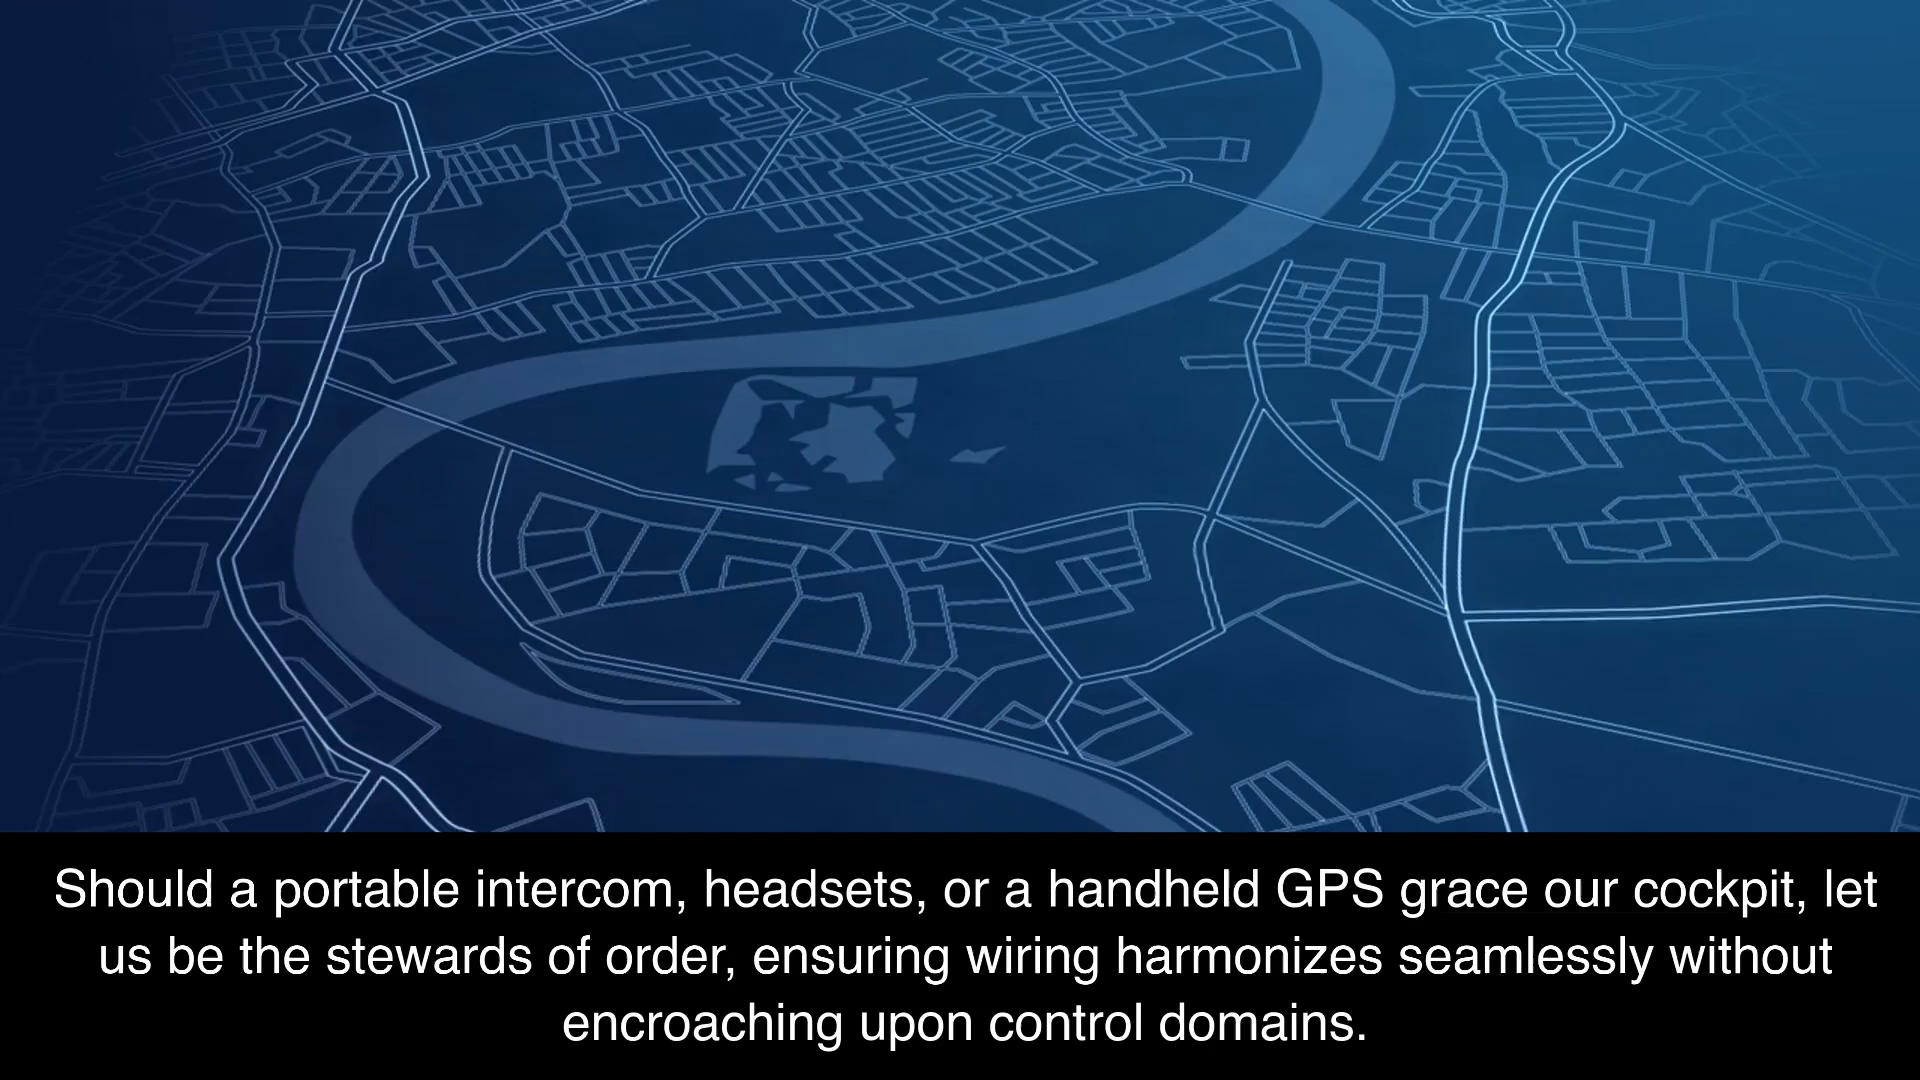 Should a portable intercom, headsets, or a handheld GPS grace our cockpit, let
us be the stewards of order, ensuring wiring harmonizes seamlessly without
encroaching upon control domains.